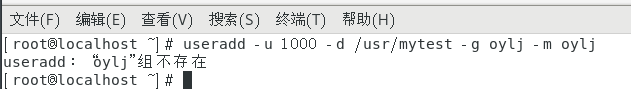 文件(F) 编辑(E) 查看(V) 搜索(S) 终端(T) 帮助(H)
[root@localhost ~]# useradd -u 1000 -d /usr/mytest -g oylj -m oylj
useradd：“oylj”组不存在
[root@localhost ~]#